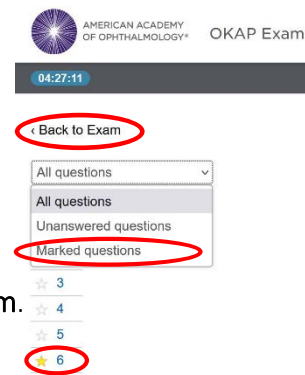 AMERICAN ACADEMY
OF OPHTHALMOLOGY®
OKAP Exam
04:27:11
‹ Back to Exam
All questions
All questions
Unanswered questions
Marked questions
3
m.
4
5
6